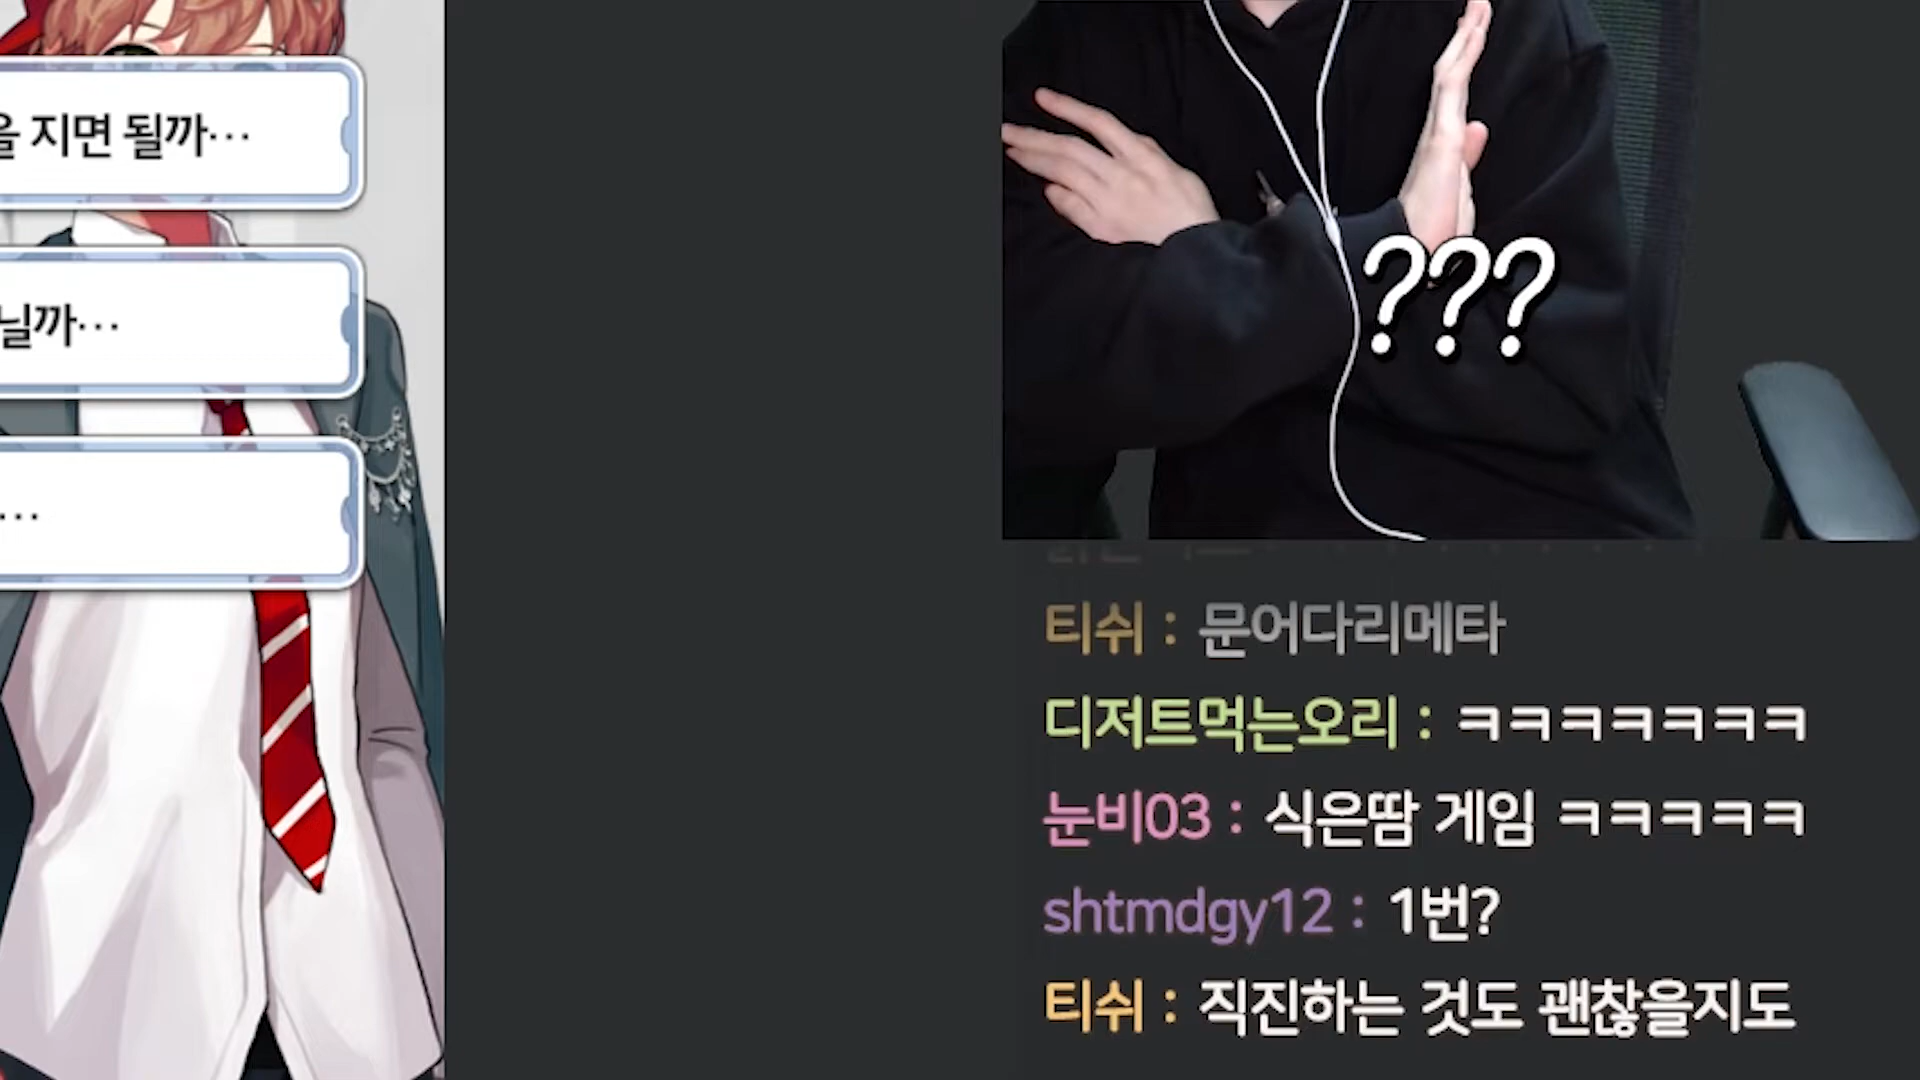 을 지면 될까…
닐까…
…
???
티쉬 : 문어다리메타
디저트먹는오리 : ㅋㅋㅋㅋㅋㅋㅋ
눈비03 : 식은땀 게임 ㅋㅋㅋㅋㅋ
shtmdgy12 : 1번?
티쉬 : 직진하는 것도 괜찮을지도